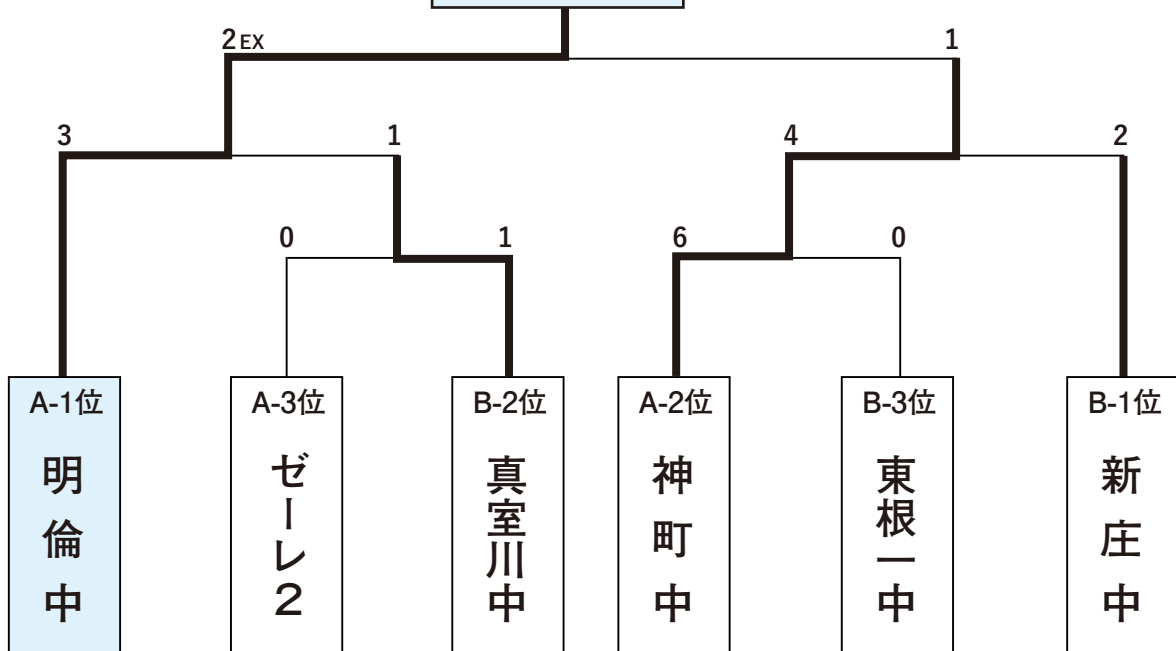 2EX
1
3
1
4
2
0
1
6
0
A-1位
明倫中
A-3位
ゼーレ2
B-2位
真室川中
A-2位
神町中
B-3位
東根一中
B-1位
新庄中